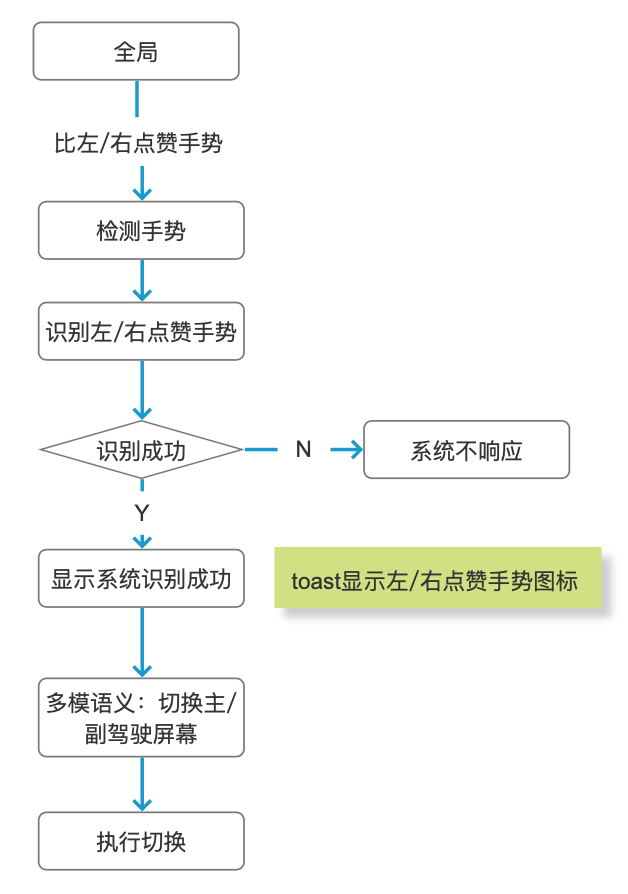 全局
比左/右点赞手势
检测手势
识别左/右点赞手势
识别成功
N
系统不响应
Y
显示系统识别成功
toast显示左/右点赞手势图标
多模语义：切换主/
副驾驶屏幕
执行切换